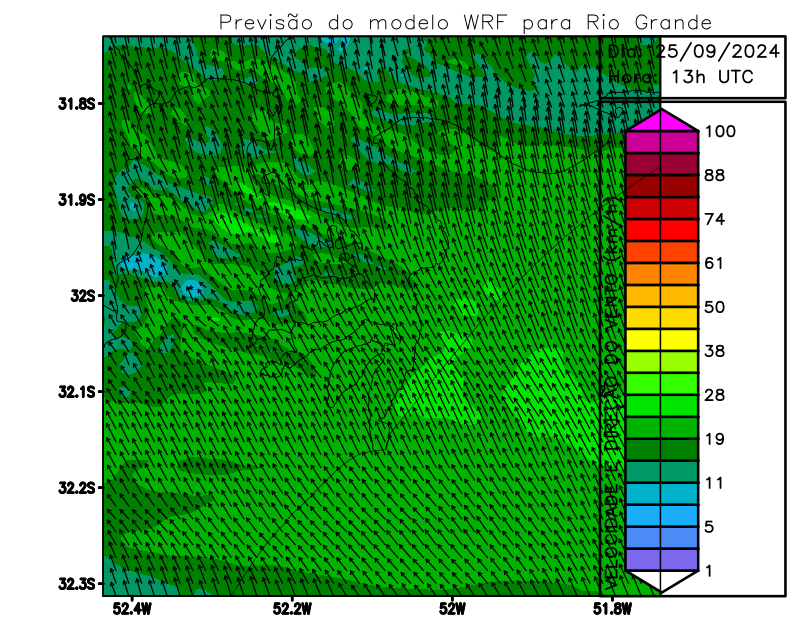 Previsão do modelo WRF para Rio Grande
Dia: 25/09/2024
Hora: 13h UTC
VELOCIDADE E DIREÇÃO DO VENTO (km/h)
100
88
74
61
50
38
28
19
11
5
1
31.8S
31.9S
32S
32.1S
32.2S
32.3S
52.4W
52.2W
52W
51.8W